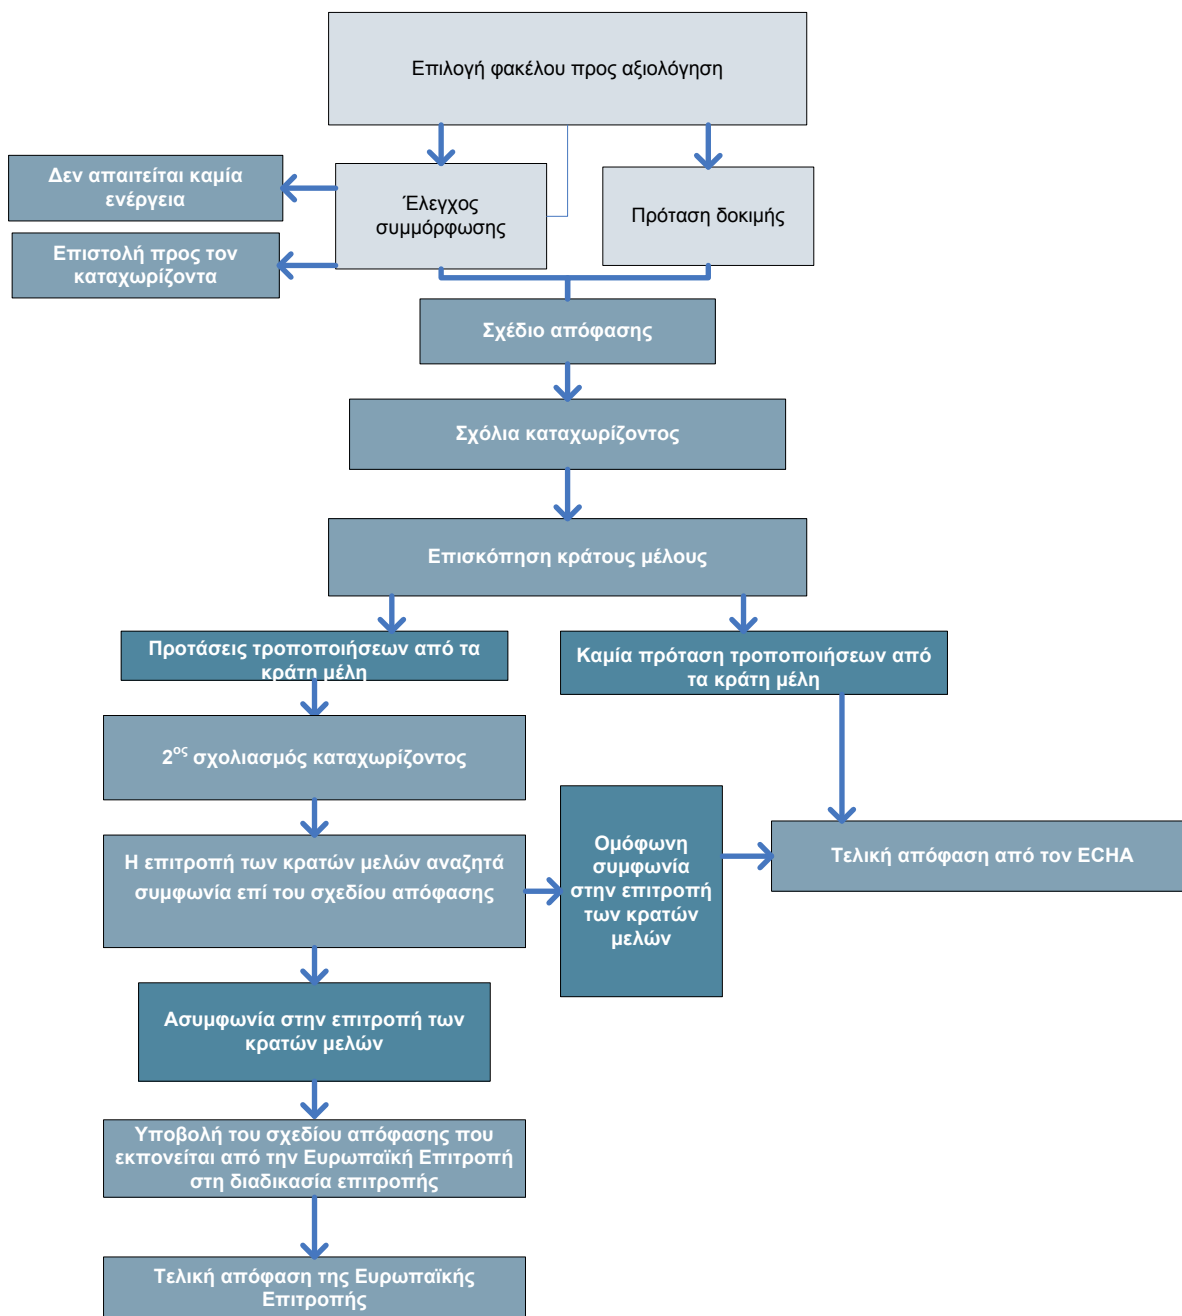 Επιλογή φακέλου προς αξιολόγηση
Δεν απαιτείται καμία
ενέργεια
Έλεγχος
συμμόρφωσης
Πρόταση δοκιμής
Επιστολή προς τον
καταχωρίζοντα
Σχέδιο απόφασης
Σχόλια καταχωρίζοντος
Επισκόπηση κράτους μέλους
Προτάσεις τροποποιήσεων από τα
κράτη μέλη
Καμία πρόταση τροποποιήσεων από
τα κράτη μέλη
2ος σχολιασμός καταχωρίζοντος
Η επιτροπή των κρατών μελών αναζητά
συμφωνία επί του σχεδίου απόφασης
Ομόφωνη
συμφωνία
στην επιτροπή
των κρατών
μελών
Τελική απόφαση από τον ECHA
Ασυμφωνία στην επιτροπή των
κρατών μελών
Υποβολή του σχεδίου απόφασης που
εκπονείται από την Ευρωπαϊκή Επιτροπή
στη διαδικασία επιτροπής
Τελική απόφαση της Ευρωπαϊκής
Επιτροπής